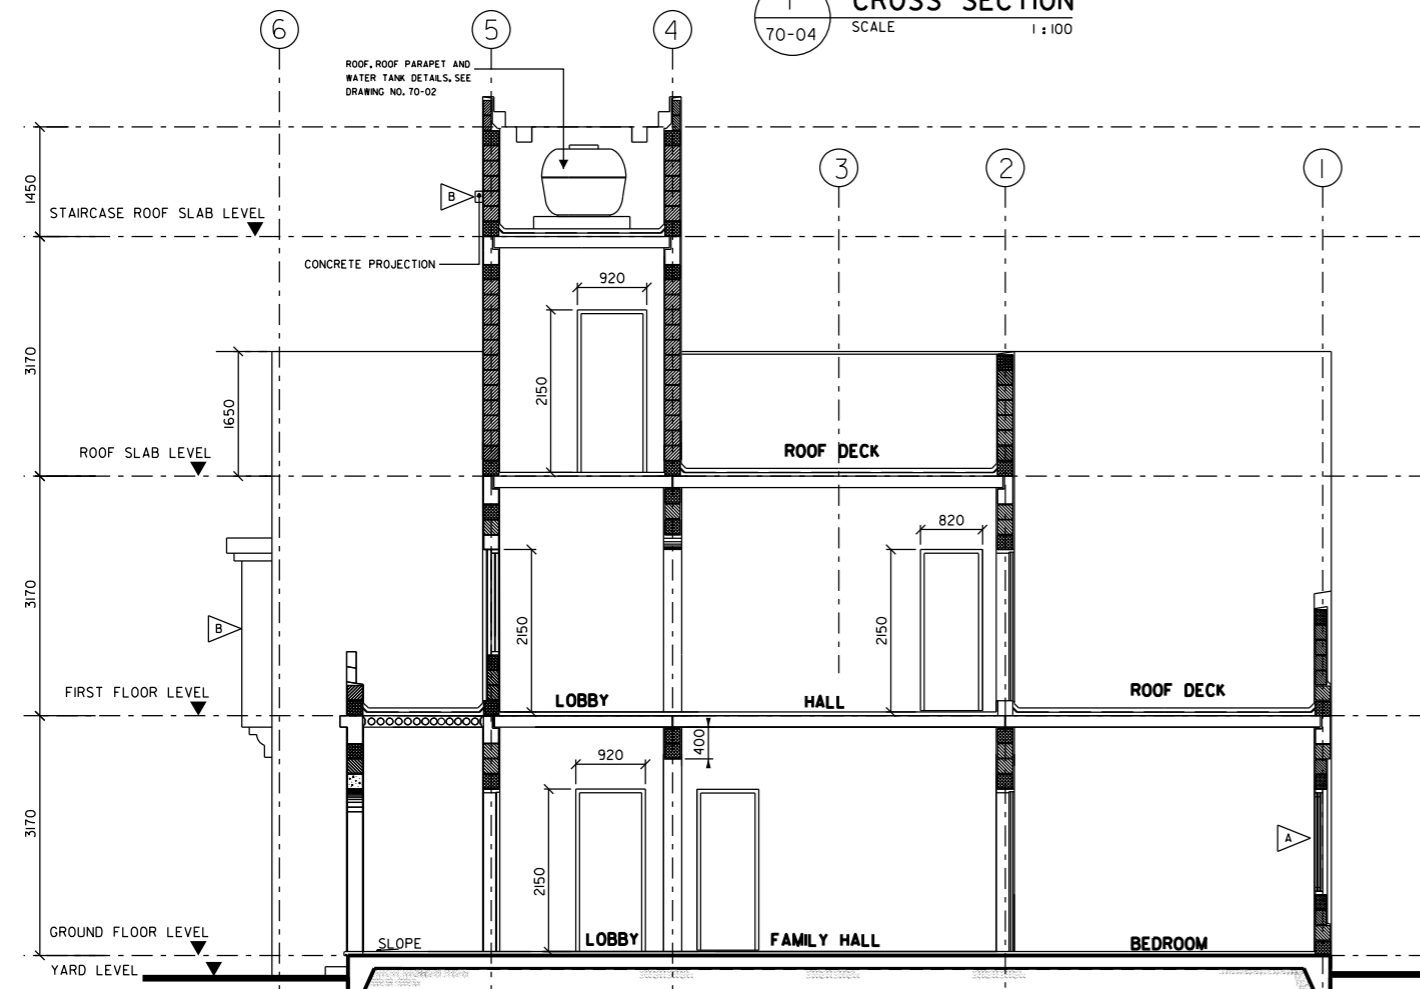 1
CROSS SECTION
70-04
SCALE 1:100
6
5
4
ROOF, ROOF PARAPET AND
WATER TANK DETAILS, SEE
DRAWING NO. 70-02
3
2
1
1450
B
STAIRCASE ROOF SLAB LEVEL
CONCRETE PROJECTION
920
3170
2150
1650
ROOF SLAB LEVEL
ROOF DECK
820
3170
2150
2150
B
FIRST FLOOR LEVEL
LOBBY
HALL
ROOF DECK
400
920
3170
2150
A
GROUND FLOOR LEVEL
SLOPE
LOBBY
FAMILY HALL
BEDROOM
YARD LEVEL